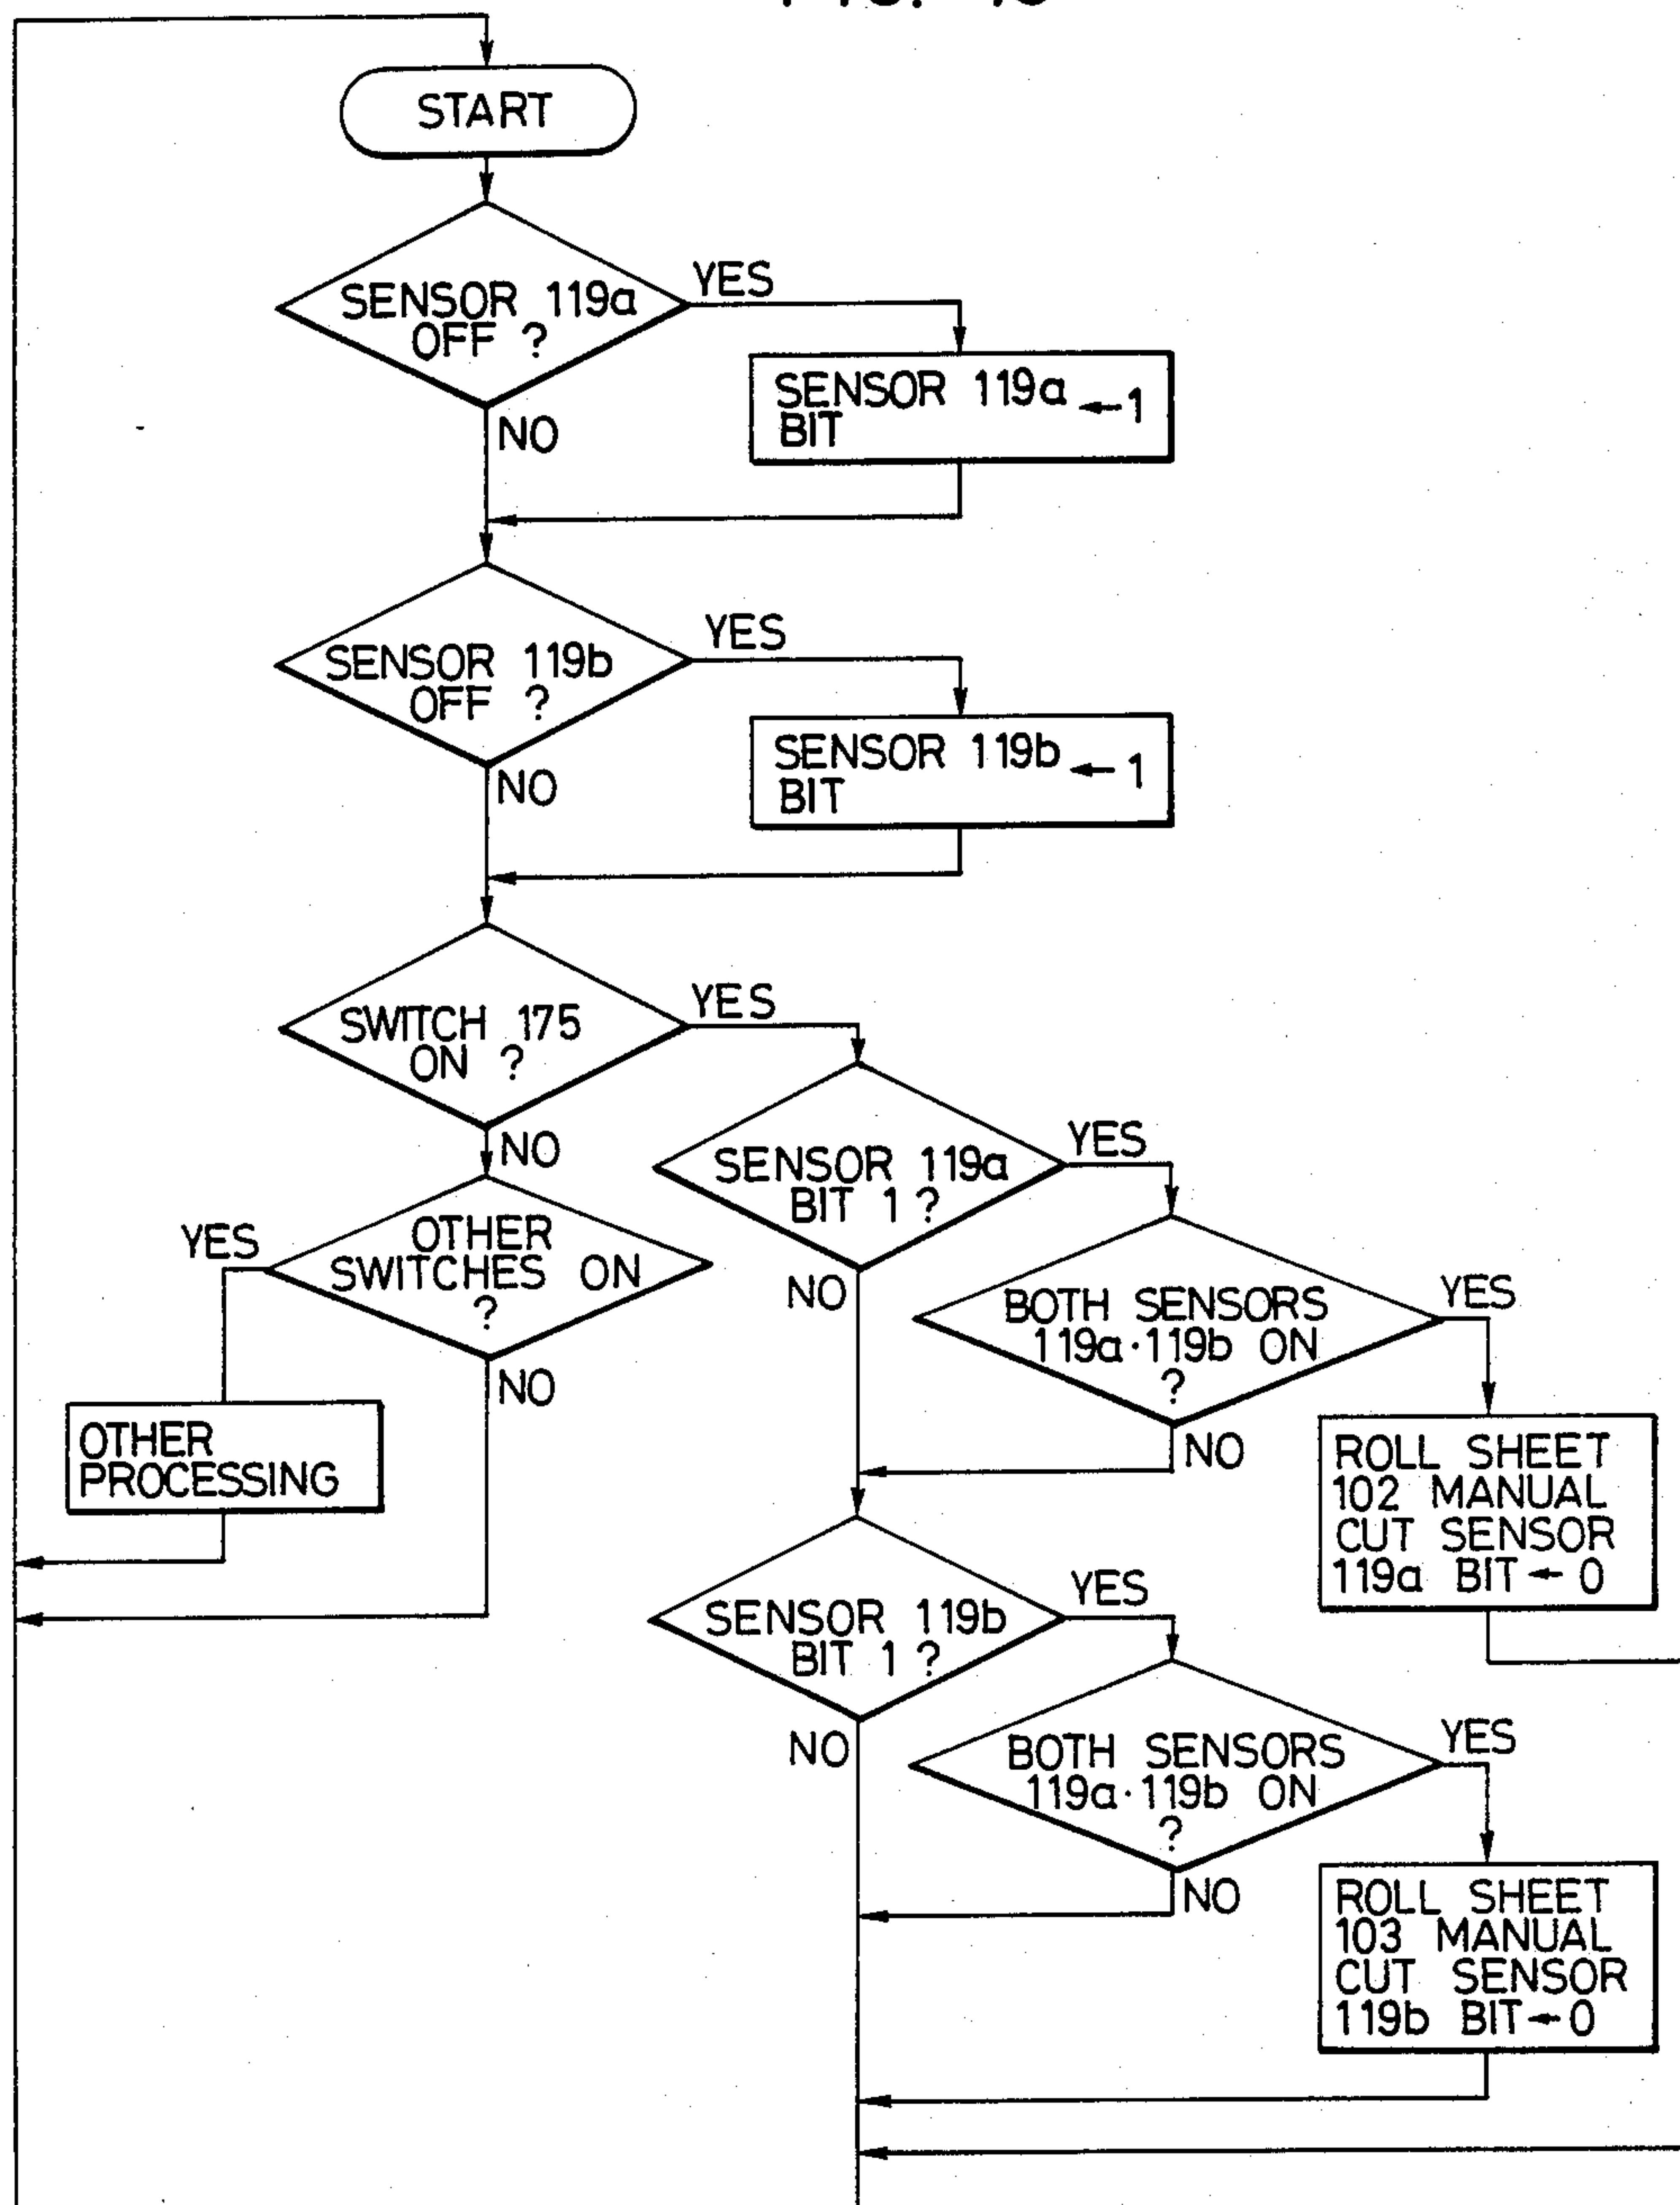 START
SENSOR 119a
OFF ?
YES
NO
SENSOR 119a ← 1
BIT
SENSOR 119b
OFF ?
YES
NO
SENSOR 119b ← 1
BIT
SWITCH 175
ON ?
YES
NO
SENSOR 119a
BIT 1 ?
YES
NO
OTHER
SWITCHES ON
?
YES
NO
BOTH SENSORS
119a·119b ON
?
YES
NO
OTHER
PROCESSING
ROLL SHEET
102 MANUAL
CUT SENSOR
119a BIT ← 0
SENSOR 119b
BIT 1 ?
YES
NO
BOTH SENSORS
119a·119b ON
?
YES
NO
ROLL SHEET
103 MANUAL
CUT SENSOR
119b BIT ← 0